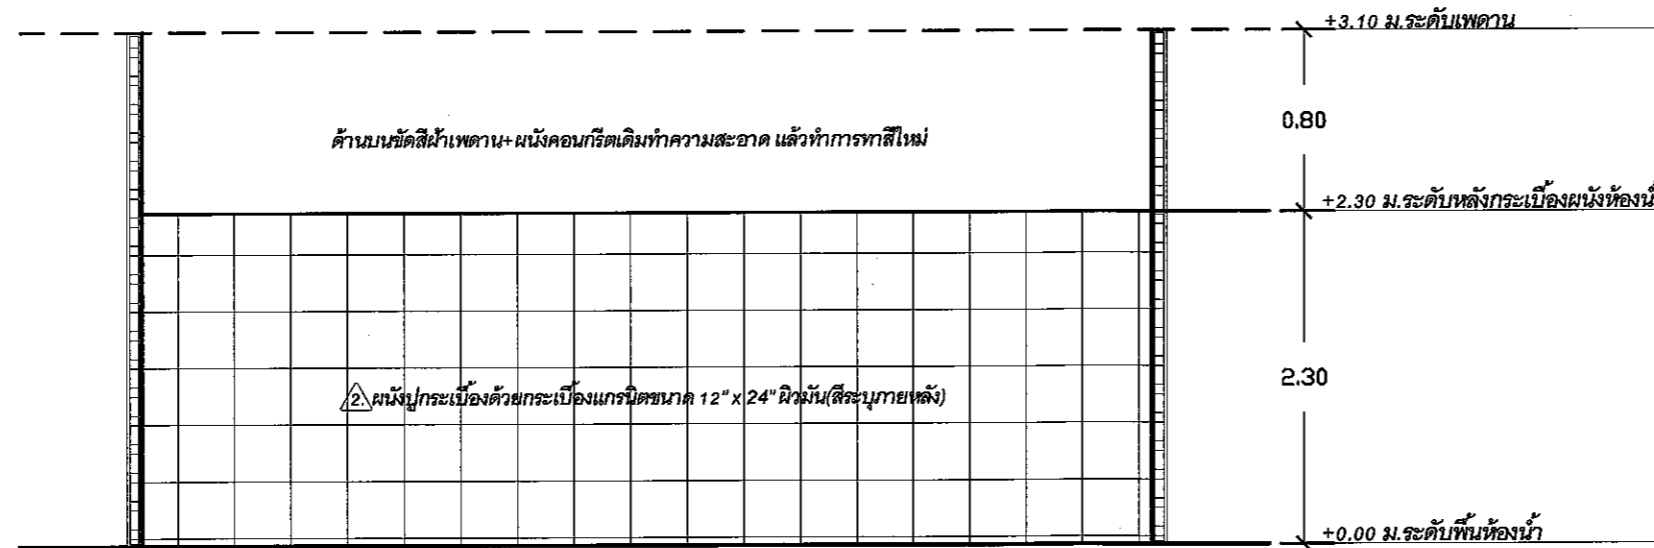 +3.10 ม.ระดับเพดาน
0.80
ด้านบนขัดสีฝ้าเพดาน+ผนังคอนกรีตเดิมทำความสะอาด แล้วทำการทาสีใหม่
+2.30 ม.ระดับหลังกระเบื้องผนังห้องน้
2.30
2. ผนังปูกระเบื้องด้วยกระเบื้องแกรนิตขนาด 12" x 24" ผิวมัน(สีระบุภายหลัง)
+0.00 ม.ระดับพื้นห้องน้ำ